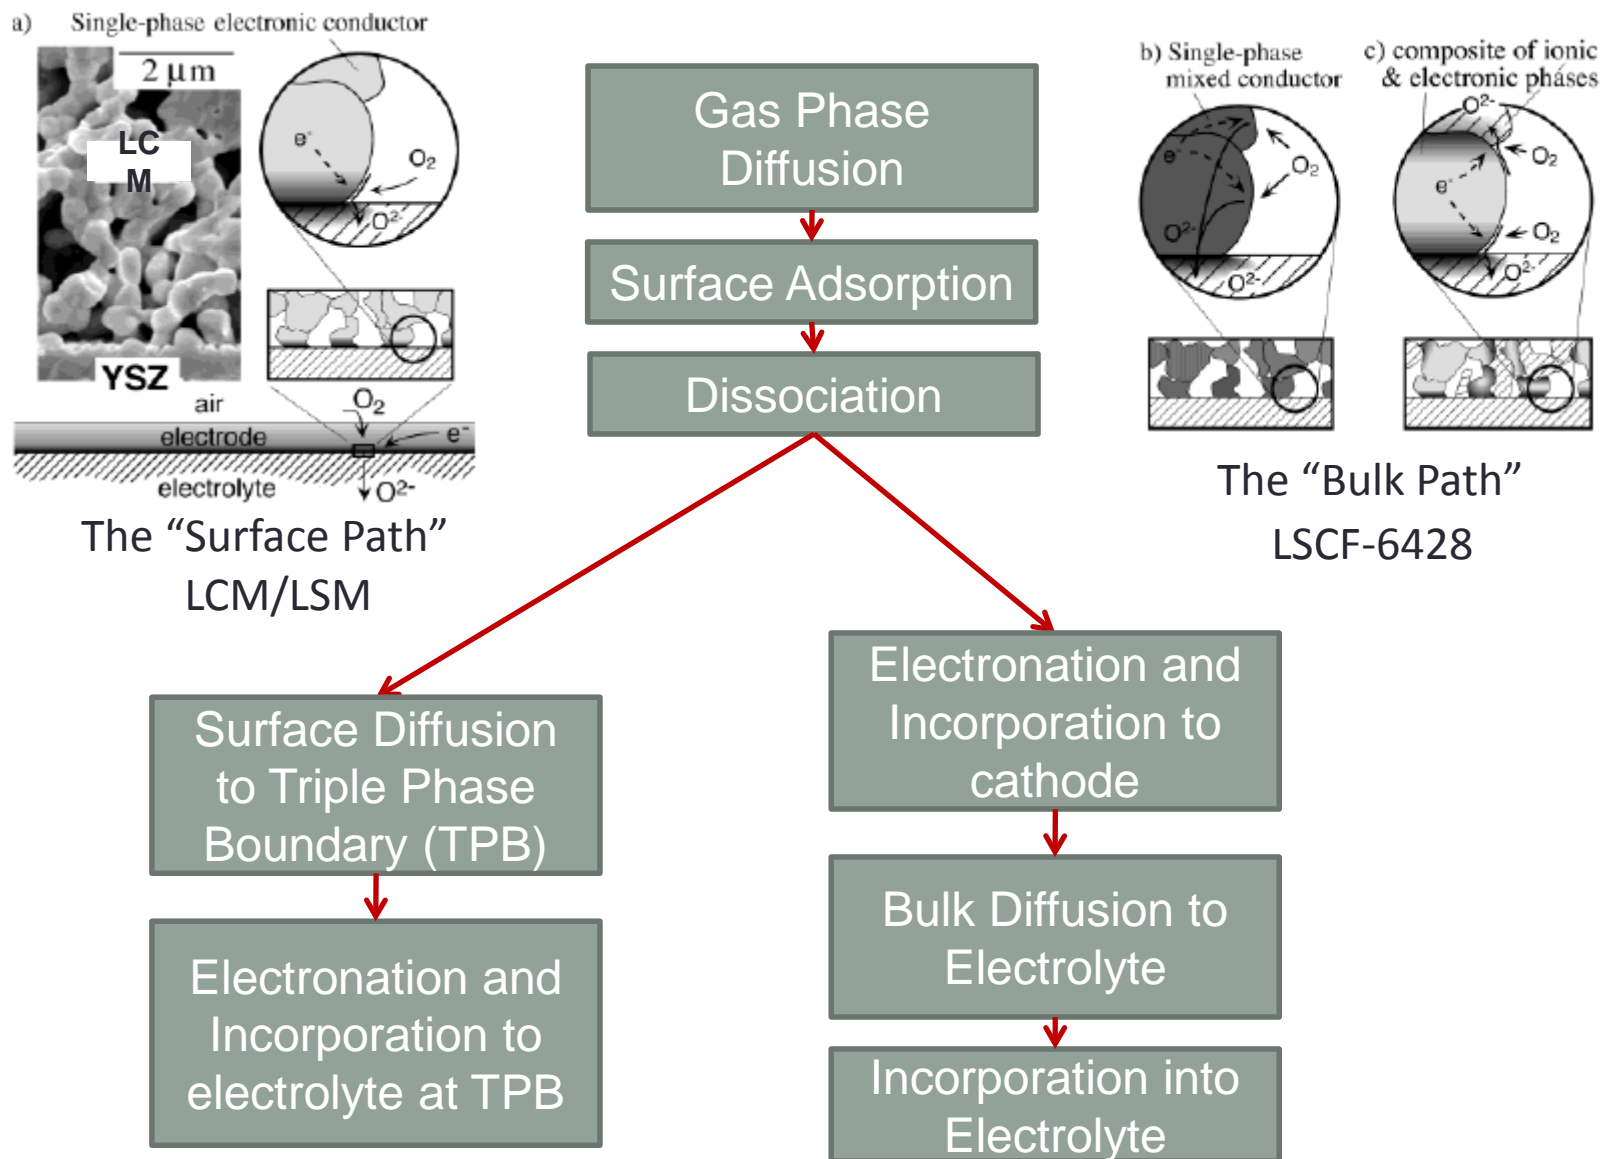 a)
Single-phase electronic conductor
2 μm
LC
M
YSZ
e-
O2
O2-
air
O2
electrode
e-
electrolyte
O2-
The “Surface Path”
LCM/LSM
Gas Phase
Diffusion
Surface Adsorption
Dissociation
b) Single-phase
mixed conductor
e-
O2
O2-
O2-
c) composite of ionic
& electronic phases
O2-
O2
e-
O2
O2-
The “Bulk Path”
LSCF-6428
Surface Diffusion
to Triple Phase
Boundary (TPB)
Electronation and
Incorporation to
electrolyte at TPB
Electronation and
Incorporation to
cathode
Bulk Diffusion to
Electrolyte
Incorporation into
Electrolyte